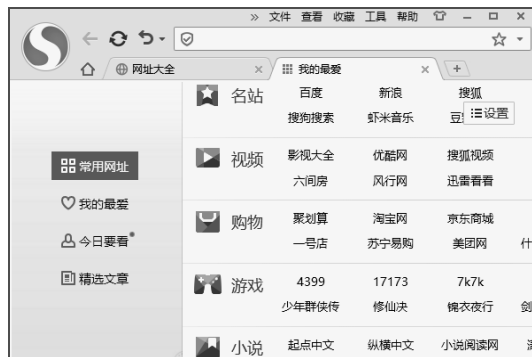 » 文件 查看 收藏 工具 帮助
网址大全 × 我的最爱 ×
名站 百度 新浪 搜狐
设置
搜狗搜索 虾米音乐 豆
常用网址
视频 影视大全 优酷网 搜狐视频
六间房 风行网 迅雷看看
我的最爱
购物 聚划算 淘宝网 京东商城
今日要看
一号店 苏宁易购 美团网 什
精选文章
游戏 4399 17173 7k7k
少年群侠传 修仙决 锦衣夜行 剑
小说 起点中文 纵横中文 小说阅读网